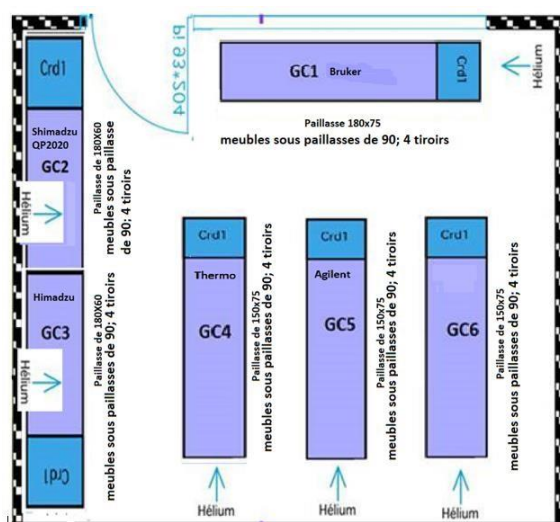 Crd1
Pi 93*204
GC1 Bruker
Crd1
Hélium
Paillasse 180x75
meubles sous paillasses de 90; 4 tiroirs
Shimadzu
QP2020
GC2
Hélium
Paillasse de 180X60
meubles sous paillasse
de 90; 4 tiroirs
Himadzu
GC3
Hélium
Paillasse de 180X60
meubles sous paillasses de 90; 4 tiroirs
Crd1
Crd1
Thermo
GC4
Paillasse de 150x75
meubles sous paillasses de 90; 4 tiroirs
Hélium
Crd1
Agilent
GC5
Paillasse de 150x75
meubles sous paillasses de 90; 4 tiroirs
Hélium
Crd1
GC6
Paillasse de 150x75
meubles sous paillasses de 90; 4 tiroirs
Hélium